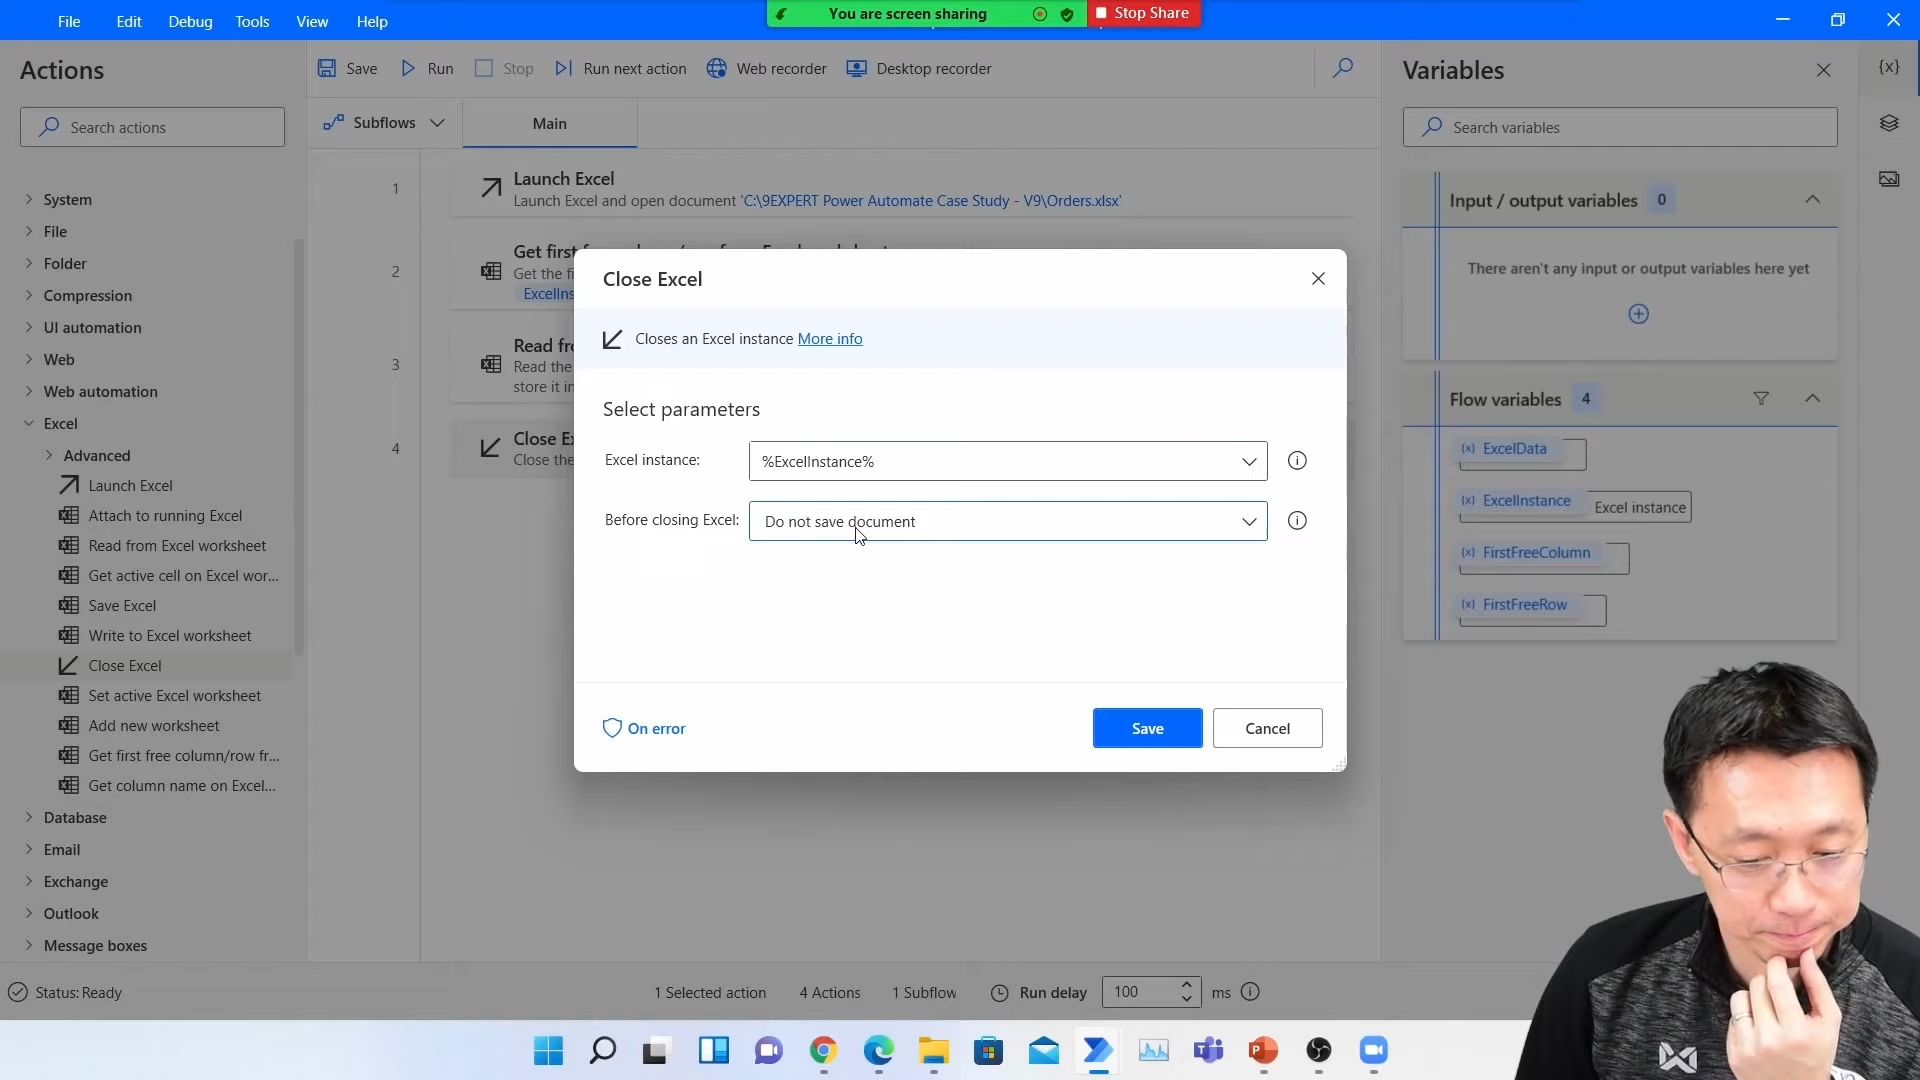 File Edit Debug Tools View Help
You are screen sharing
Stop Share
Actions
Search actions
System
File
Folder
Compression
UI automation
Web
Web automation
Excel
Advanced
Launch Excel
Attach to running Excel
Read from Excel worksheet
Get active cell on Excel wor...
Save Excel
Write to Excel worksheet
Close Excel
Set active Excel worksheet
Add new worksheet
Get first free column/row fr...
Get column name on Excel...
Database
Email
Exchange
Outlook
Message boxes
Save Run Stop Run next action Web recorder Desktop recorder
Subflows
Main
1
Launch Excel
Launch Excel and open document 'C:\9EXPERT Power Automate Case Study - V9\Orders.xlsx'
2
Get first
Get the fi
ExcelIns
3
Read fr
Read the
store it in
4
Close E
Close the
Close Excel
Closes an Excel instance More info
Select parameters
Excel instance: %ExcelInstance%
Before closing Excel: Do not save document
On error
Save
Cancel
Variables
{x}
Search variables
Input / output variables 0
There aren't any input or output variables here yet
Flow variables 4
(x) ExcelData
(x) ExcelInstance Excel instance
(x) FirstFreeColumn
(x) FirstFreeRow
Status: Ready
1 Selected action 4 Actions 1 Subflow Run delay 100 ms